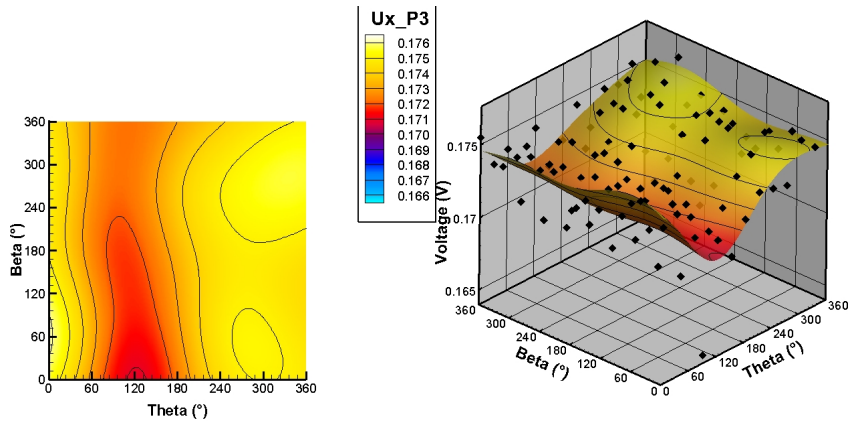 Ux_P3
0.176
0.175
0.174
0.173
0.172
0.171
0.170
0.169
0.168
0.167
0.166
360
300
240
180
120
60
0
Beta (°)
0 60 120 180 240 300 360
Theta (°)
0.175
0.17
0.165
Voltage (V)
360 300 240 180 120 60 0
Beta (°)
0 60 120 180 240 300 360
Theta (°)